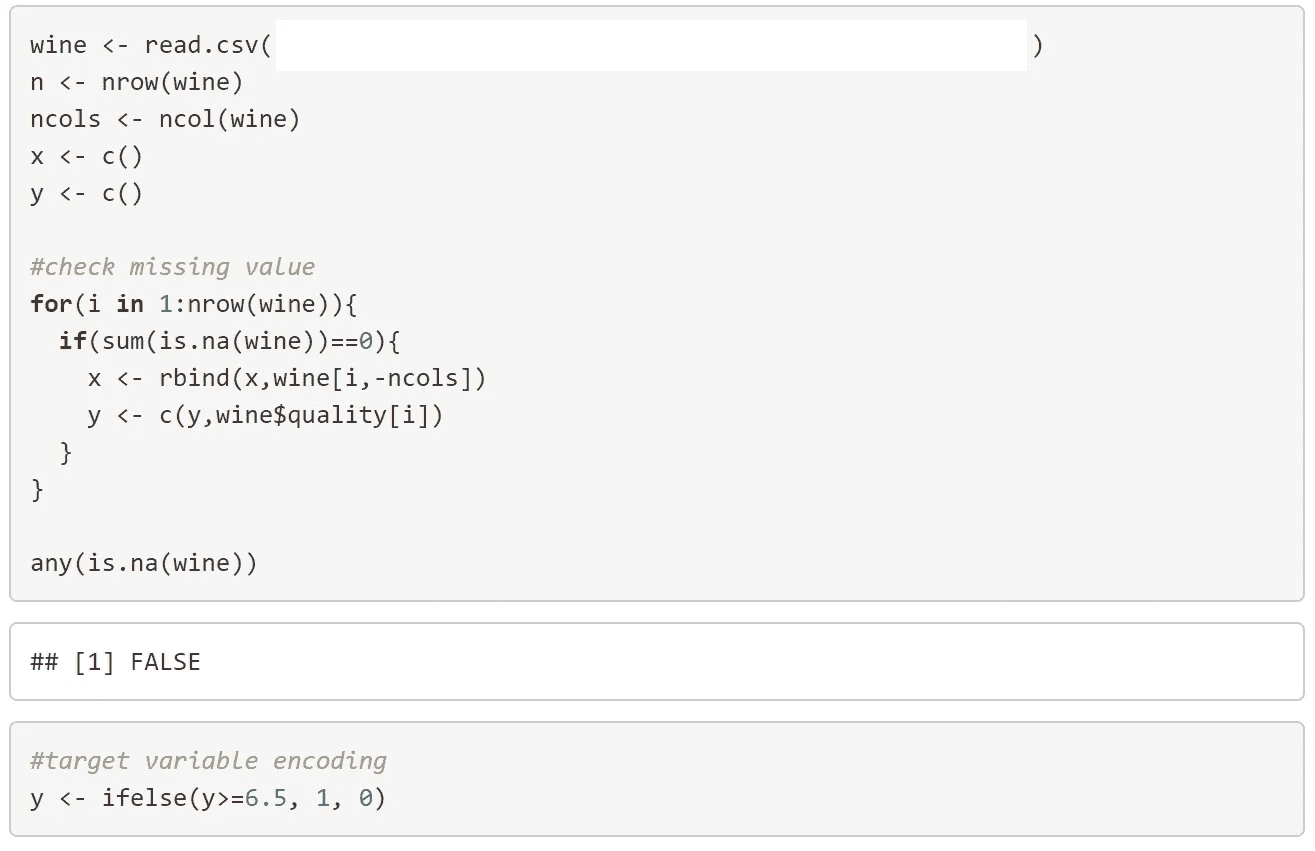 wine <- read.csv( )
n <- nrow(wine)
ncols <- ncol(wine)
x <- c()
y <- c()
#check missing value
for(i in 1:nrow(wine)){
if(sum(is.na(wine))==0){
x <- rbind(x,wine[i,-ncols])
y <- c(y,wine$quality[i])
}
}
any(is.na(wine))
## [1] FALSE
#target variable encoding
y <- ifelse(y>=6.5, 1, 0)